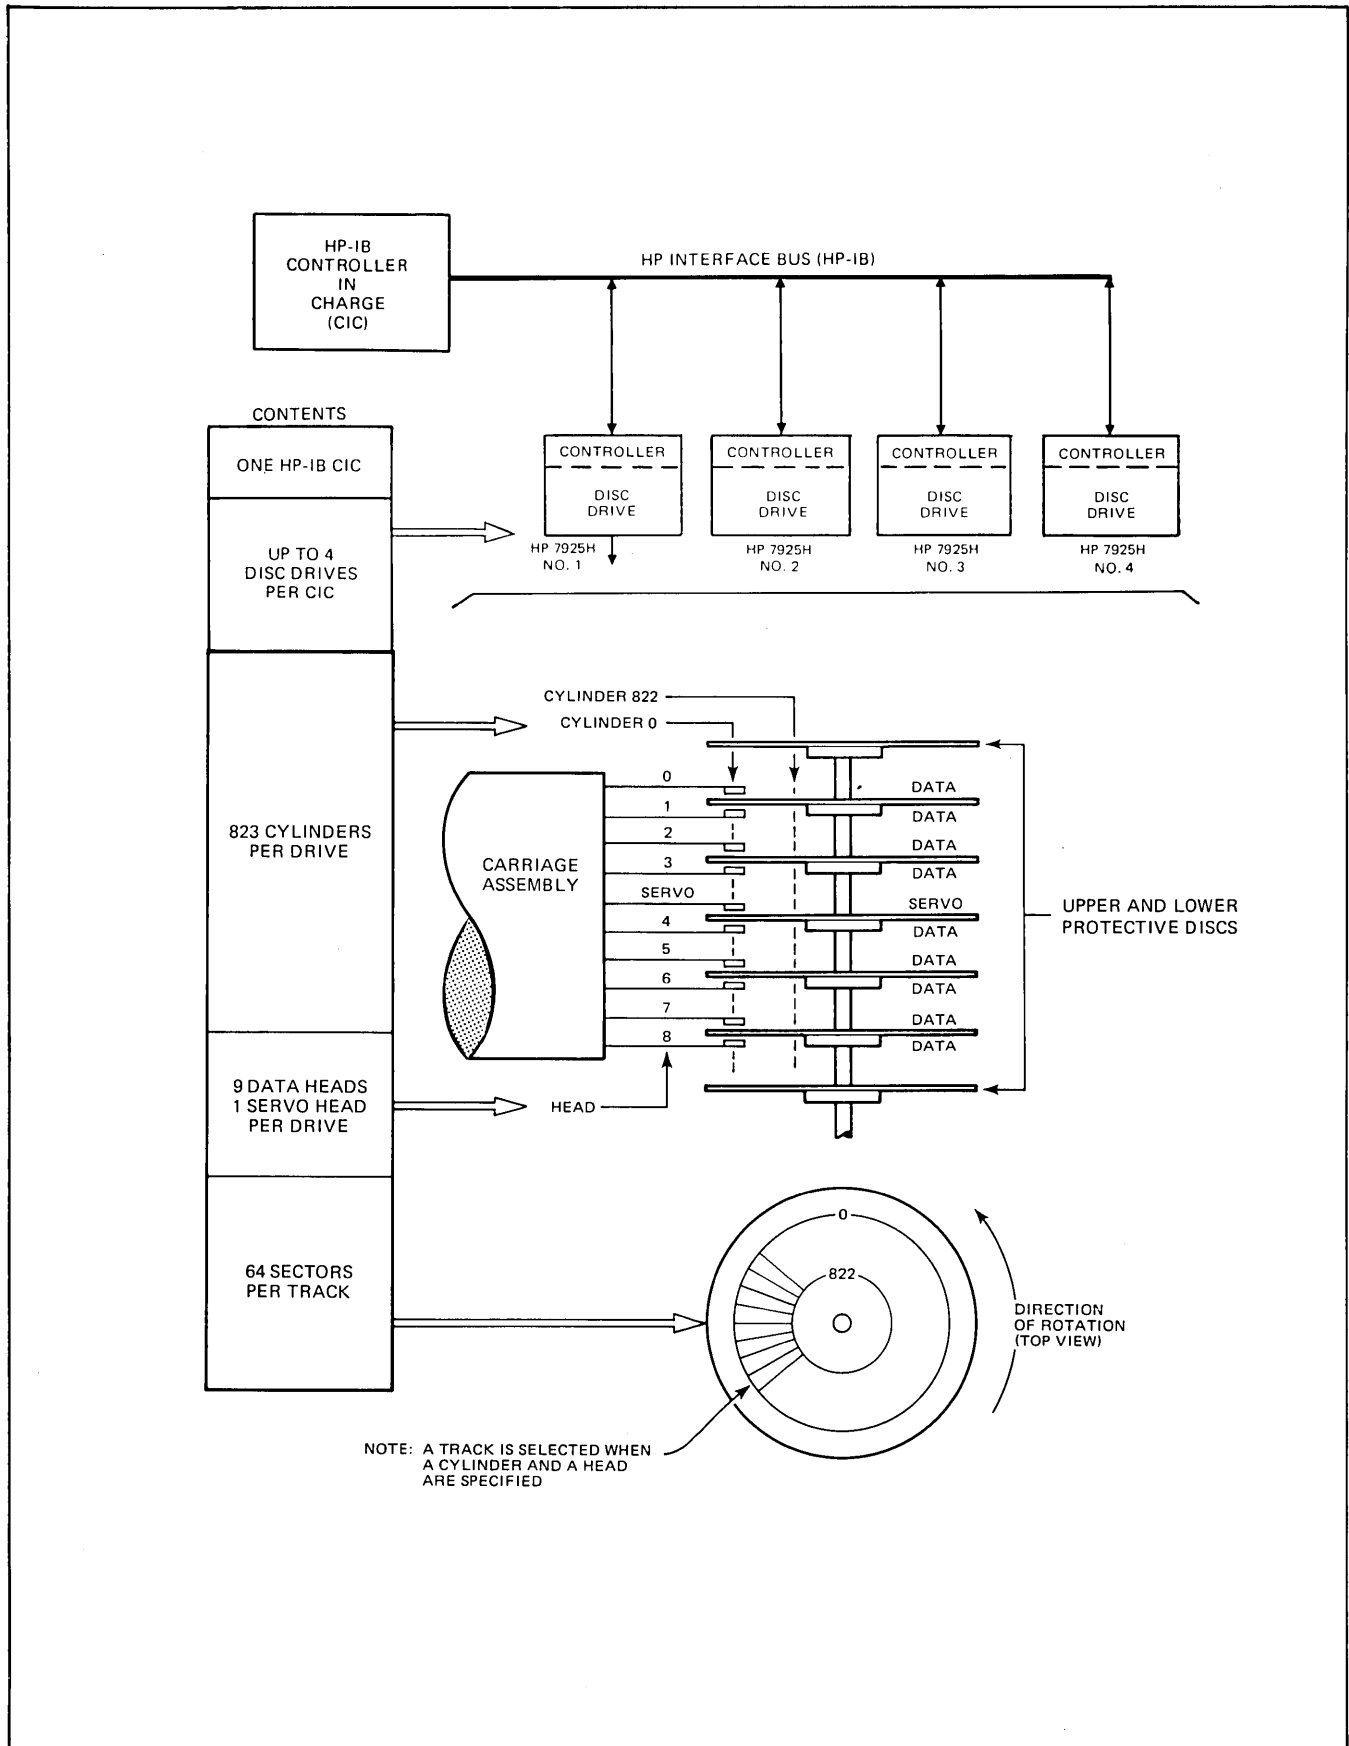 HP-IB
CONTROLLER
IN
CHARGE
(CIC)
HP INTERFACE BUS (HP-IB)
CONTENTS
ONE HP-IB CIC
UP TO 4
DISC DRIVES
PER CIC
823 CYLINDERS
PER DRIVE
9 DATA HEADS
1 SERVO HEAD
PER DRIVE
64 SECTORS
PER TRACK
CONTROLLER
DISC
DRIVE
HP 7925H
NO. 1
CONTROLLER
DISC
DRIVE
HP 7925H
NO. 2
CONTROLLER
DISC
DRIVE
HP 7925H
NO. 3
CONTROLLER
DISC
DRIVE
HP 7925H
NO. 4
CYLINDER 822
CYLINDER 0
CARRIAGE
ASSEMBLY
0
1
2
3
SERVO
4
5
6
7
8
HEAD
DATA
DATA
DATA
DATA
SERVO
DATA
DATA
DATA
DATA
DATA
UPPER AND LOWER
PROTECTIVE DISCS
0
822
DIRECTION
OF ROTATION
(TOP VIEW)
NOTE: A TRACK IS SELECTED WHEN
A CYLINDER AND A HEAD
ARE SPECIFIED